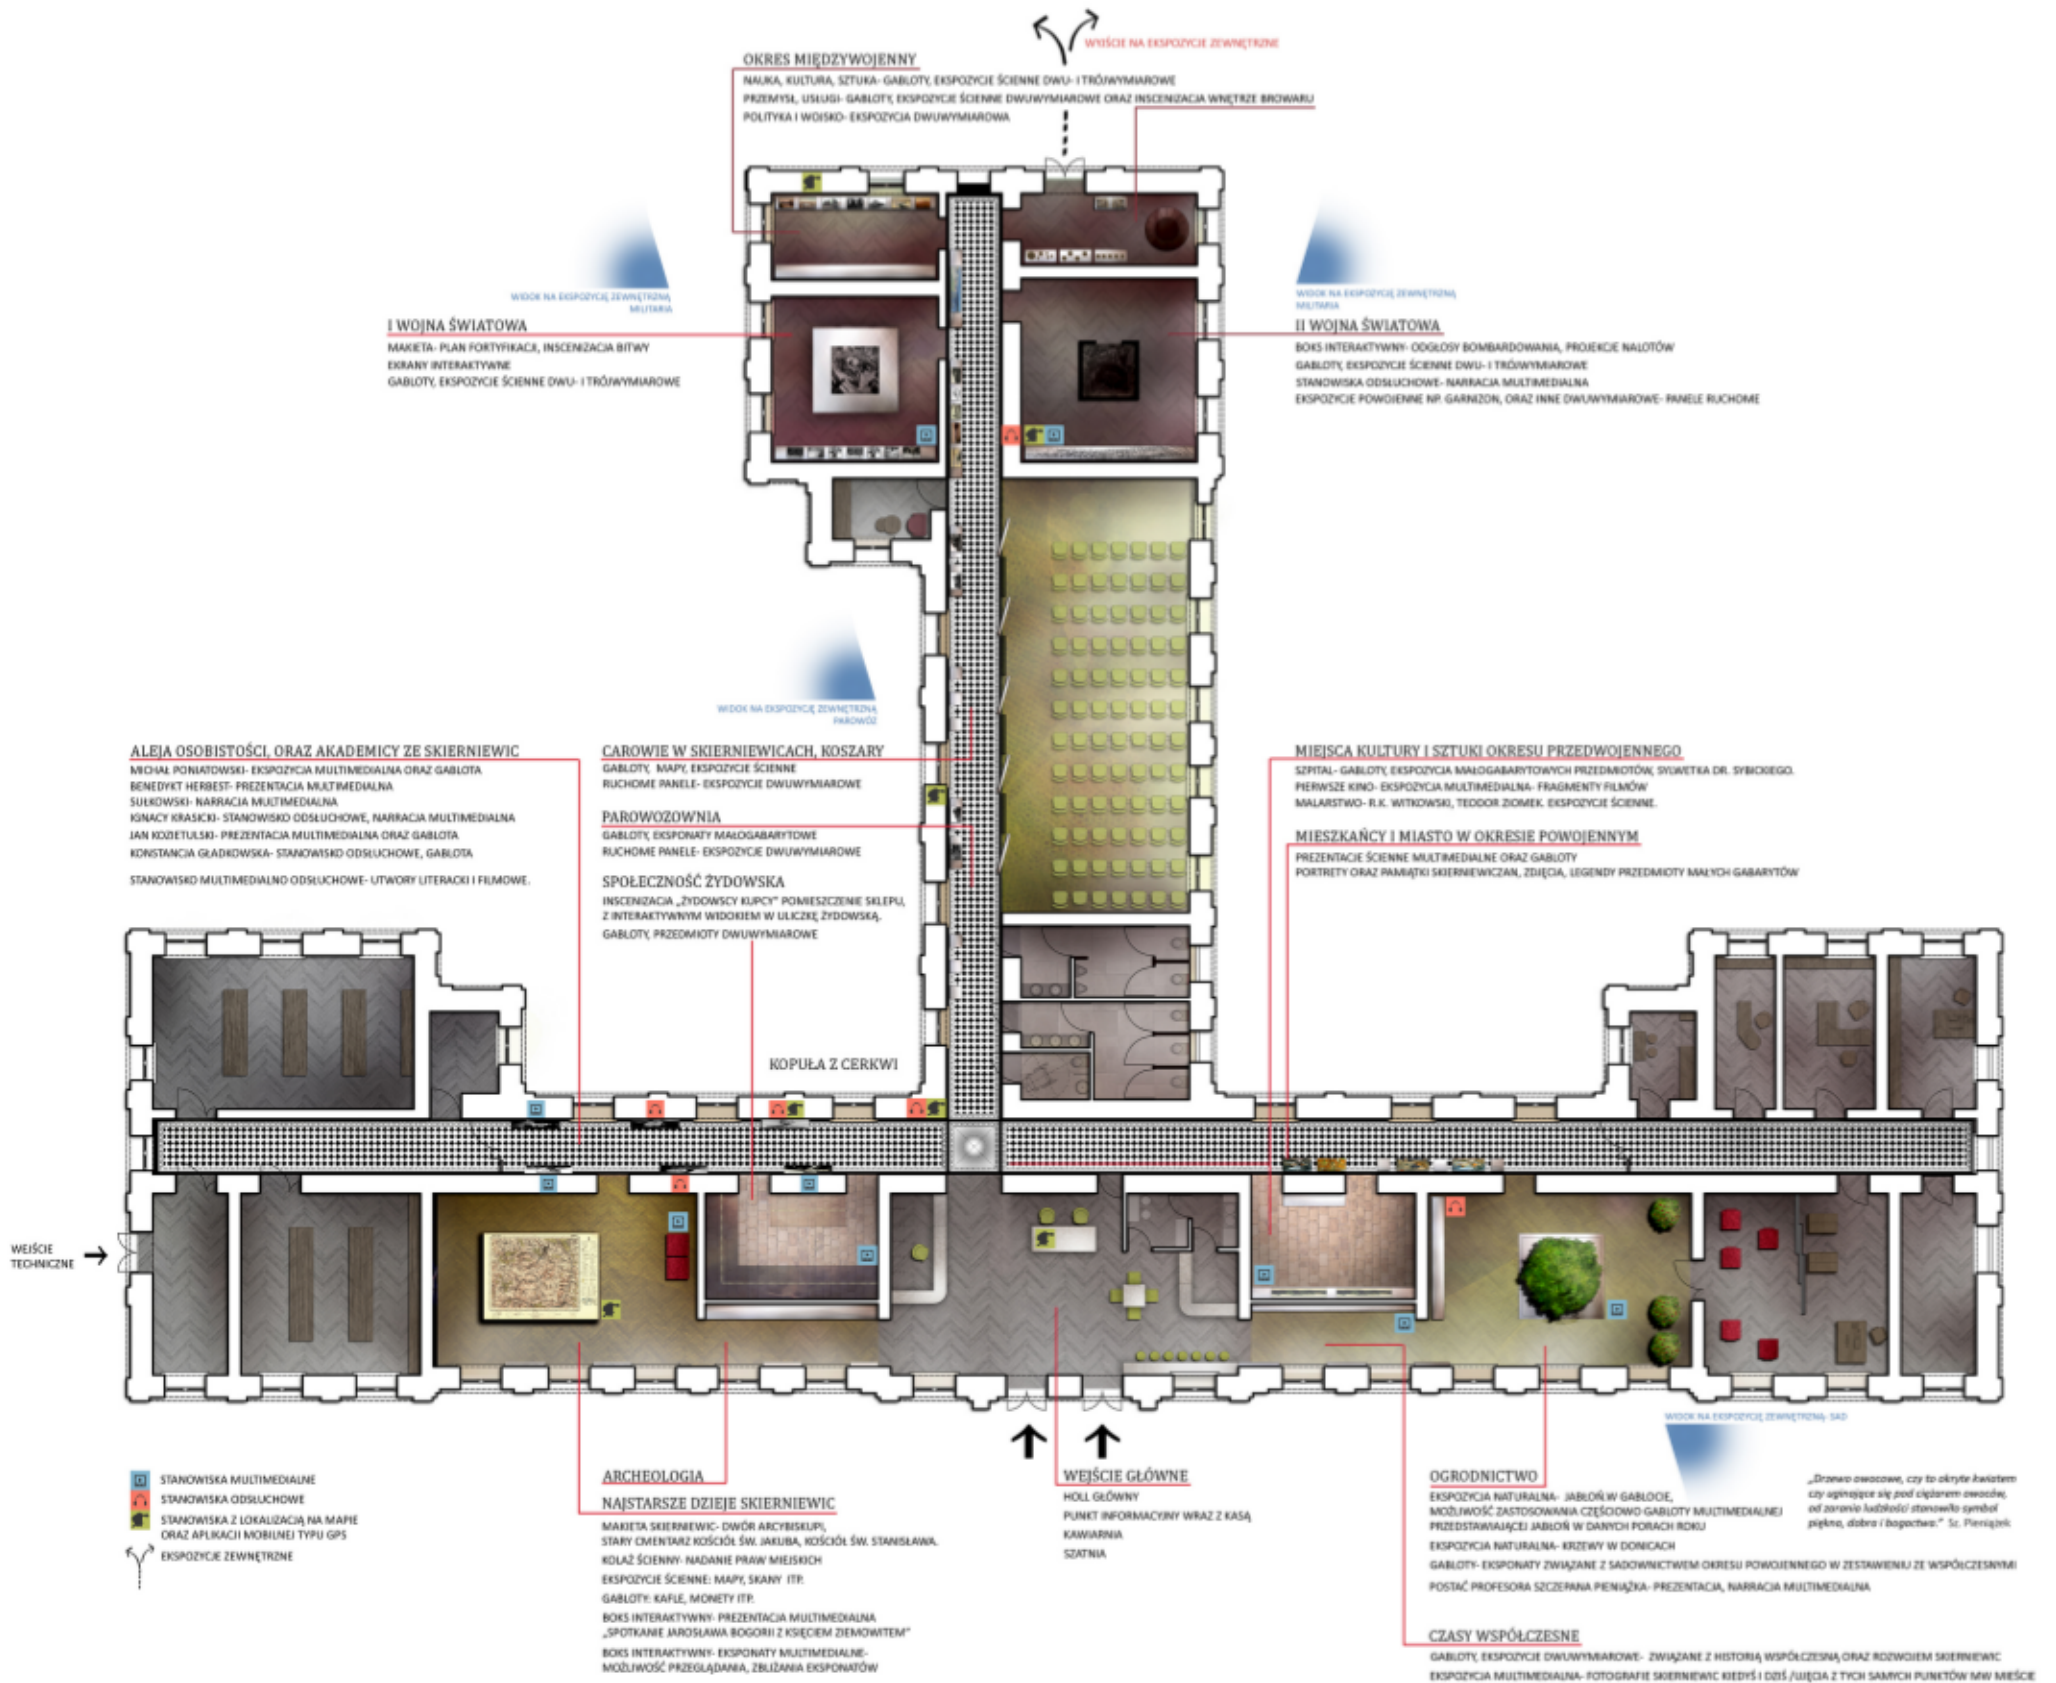 WYJŚCIE NA EKSPOZYCJE ZEWNĘTRZNE
OKRES MIĘDZYWOJENNY
NAUKA, KULTURA, SZTUKA- GABLOTY, EKSPOZYCJE ŚCIENNE DWU- I TRÓJWYMIAROWE
PRZEMYSŁ, USŁUGI- GABLOTY, EKSPOZYCJE ŚCIENNE DWUWYMIAROWE ORAZ INSCENIZACJA WNĘTRZE BROWARU
POLITYKA I WOJSKO- EKSPOZYCJA DWUWYMIAROWA
WIDOK NA EKSPOZYCJĘ ZEWNĘTRZNĄ
MILITARIA
I WOJNA ŚWIATOWA
MAKIETA- PLAN FORTYFIKACJI, INSCENIZACJA BITWY
EKRANY INTERAKTYWNE
GABLOTY, EKSPOZYCJE ŚCIENNE DWU- I TRÓJWYMIAROWE
WIDOK NA EKSPOZYCJĘ ZEWNĘTRZNĄ
MILITARIA
II WOJNA ŚWIATOWA
BOKS INTERAKTYWNY- ODGŁOSY BOMBARDOWANIA, PROJEKCJE NALOTÓW
GABLOTY, EKSPOZYCJE ŚCIENNE DWU- I TRÓJWYMIAROWE
STANOWISKA ODSŁUCHOWE- NARRACJA MULTIMEDIALNA
EKSPOZYCJE POWOJENNE NP. GARNIZON, ORAZ INNE DWUWYMIAROWE- PANELE RUCHOME
WIDOK NA EKSPOZYCJĘ ZEWNĘTRZNĄ
PAROWÓZ
ALEJA OSOBISTOŚCI, ORAZ AKADEMICY ZE SKIERNIEWIC
MICHAŁ PONIATOWSKI- EKSPOZYCJA MULTIMEDIALNA ORAZ GABLOTA
BENEDYKT HERBEST- PREZENTACJA MULTIMEDIALNA
SUŁKOWSKI- NARRACJA MULTIMEDIALNA
IGNACY KRASICKI- STANOWISKO ODSŁUCHOWE, NARRACJA MULTIMEDIALNA
JAN KOZIETULSKI- PREZENTACJA MULTIMEDIALNA ORAZ GABLOTA
KONSTANCJA GŁADKOWSKA- STANOWISKO ODSŁUCHOWE, GABLOTA
STANOWISKO MULTIMEDIALNO ODSŁUCHOWE- UTWORY LITERACKI I FILMOWE.
CAROWIE W SKIERNIEWICACH, KOSZARY
GABLOTY, MAPY, EKSPOZYCJE ŚCIENNE
RUCHOME PANELE- EKSPOZYCJE DWUWYMIAROWE
PAROWOZOWNIA
GABLOTY, EKSPONATY MAŁOGABARYTOWE
RUCHOME PANELE- EKSPOZYCJE DWUWYMIAROWE
SPOŁECZNOŚĆ ŻYDOWSKA
INSCENIZACJA „ŻYDOWSCY KUPCY" POMIESZCZENIE SKLEPU,
Z INTERAKTYWNYM WIDOKIEM W ULICZKĘ ŻYDOWSKĄ.
GABLOTY, PRZEDMIOTY DWUWYMIAROWE
MIEJSCA KULTURY I SZTUKI OKRESU PRZEDWOJENNEGO
SZPITAL- GABLOTY, EKSPOZYCJA MAŁOGABARYTOWYCH PRZEDMIOTÓW, SYLWETKA DR. SYBICKIEGO.
PIERWSZE KINO- EKSPOZYCJA MULTIMEDIALNA- FRAGMENTY FILMÓW
MALARSTWO- R.K. WITKOWSKI, TEODOR ZIOMEK. EKSPOZYCJE ŚCIENNE.
MIESZKAŃCY I MIASTO W OKRESIE POWOJENNYM
PREZENTACJE ŚCIENNE MULTIMEDIALNE ORAZ GABLOTY
PORTRETY ORAZ PAMIĄTKI SKIERNIEWICZAN, ZDJĘCIA, LEGENDY PRZEDMIOTY MAŁYCH GABARYTÓW
KOPUŁA Z CERKWI
WEJŚCIE
TECHNICZNE
WIDOK NA EKSPOZYCJĘ ZEWNĘTRZNĄ- SAD
STANOWISKA MULTIMEDIALNE
STANOWISKA ODSŁUCHOWE
STANOWISKA Z LOKALIZACJĄ NA MAPIE
ORAZ APLIKACJI MOBILNEJ TYPU GPS
EKSPOZYCJE ZEWNĘTRZNE
ARCHEOLOGIA
NAJSTARSZE DZIEJE SKIERNIEWIC
MAKIETA SKIERNIEWIC- DWÓR ARCYBISKUPI,
STARY CMENTARZ KOŚCIÓŁ ŚW. JAKUBA, KOŚCIÓŁ ŚW. STANISŁAWA.
KOLAŻ ŚCIENNY- NADANIE PRAW MIEJSKICH
EKSPOZYCJE ŚCIENNE: MAPY, SKANY ITP.
GABLOTY: KAFLE, MONETY ITP.
BOKS INTERAKTYWNY- PREZENTACJA MULTIMEDIALNA
„SPOTKANIE JAROSŁAWA BOGORII Z KSIĘCIEM ZIEMOWITEM"
BOKS INTERAKTYWNY- EKSPONATY MULTIMEDIALNE-
MOŻLIWOŚĆ PRZEGLĄDANIA, ZBLIŻANIA EKSPONATÓW
WEJŚCIE GŁÓWNE
HOLL GŁÓWNY
PUNKT INFORMACYJNY WRAZ Z KASĄ
KAWIARNIA
SZATNIA
OGRODNICTWO
EKSPOZYCJA NATURALNA- JABŁOŃ W GABLOCIE,
MOŻLIWOŚĆ ZASTOSOWANIA CZĘŚCIOWO GABLOTY MULTIMEDIALNEJ
PRZEDSTAWIAJĄCEJ JABŁOŃ W DANYCH PORACH ROKU
EKSPOZYCJA NATURALNA- KRZEWY W DONICACH
GABLOTY- EKSPONATY ZWIĄZANE Z SADOWNICTWEM OKRESU POWOJENNEGO W ZESTAWIENIU ZE WSPÓŁCZESNYMI
POSTAĆ PROFESORA SZCZEPANA PIENIĄŻKA- PREZENTACJA, NARRACJA MULTIMEDIALNA
„Drzewo owocowe, czy to okryte kwiatem
czy uginające się pod ciężarem owoców,
od zarania ludzkości stanowiło symbol
piękna, dobra i bogactwa." Sz. Pieniążek
CZASY WSPÓŁCZESNE
GABLOTY, EKSPOZYCJE DWUWYMIAROWE- ZWIĄZANE Z HISTORIĄ WSPÓŁCZESNĄ ORAZ ROZWOJEM SKIERNIEWIC
EKSPOZYCJA MULTIMEDIALNA- FOTOGRAFIE SKIERNIEWIC KIEDYŚ I DZIŚ /UJĘCIA Z TYCH SAMYCH PUNKTÓW MW MIEŚCIE